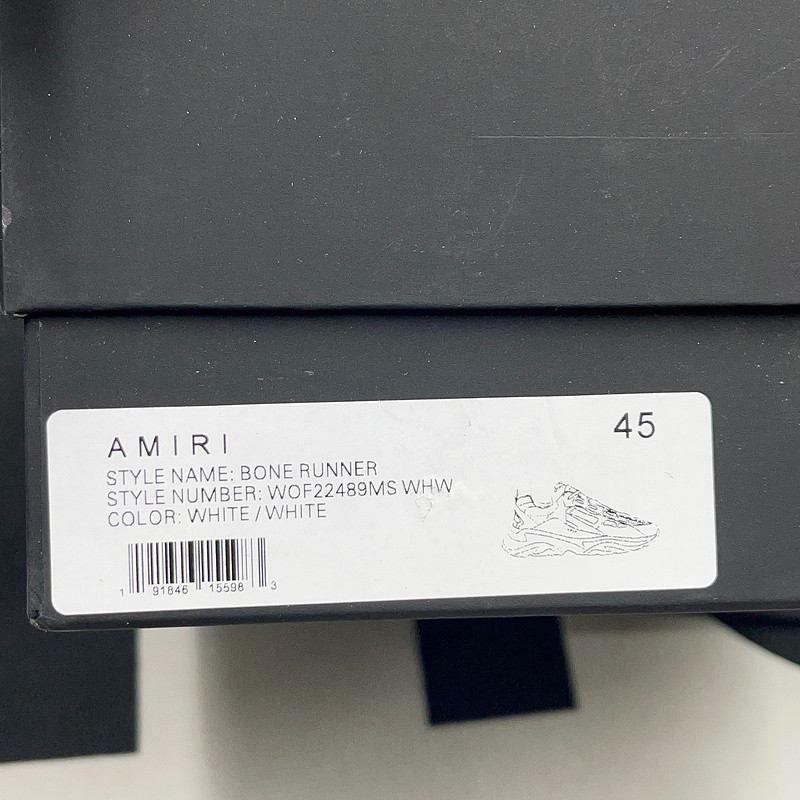 AMIRI
45
STYLE NAME: BONE RUNNER
STYLE NUMBER: WOF22489MS WHW
COLOR: WHITE / WHITE
1 91846 15598 3